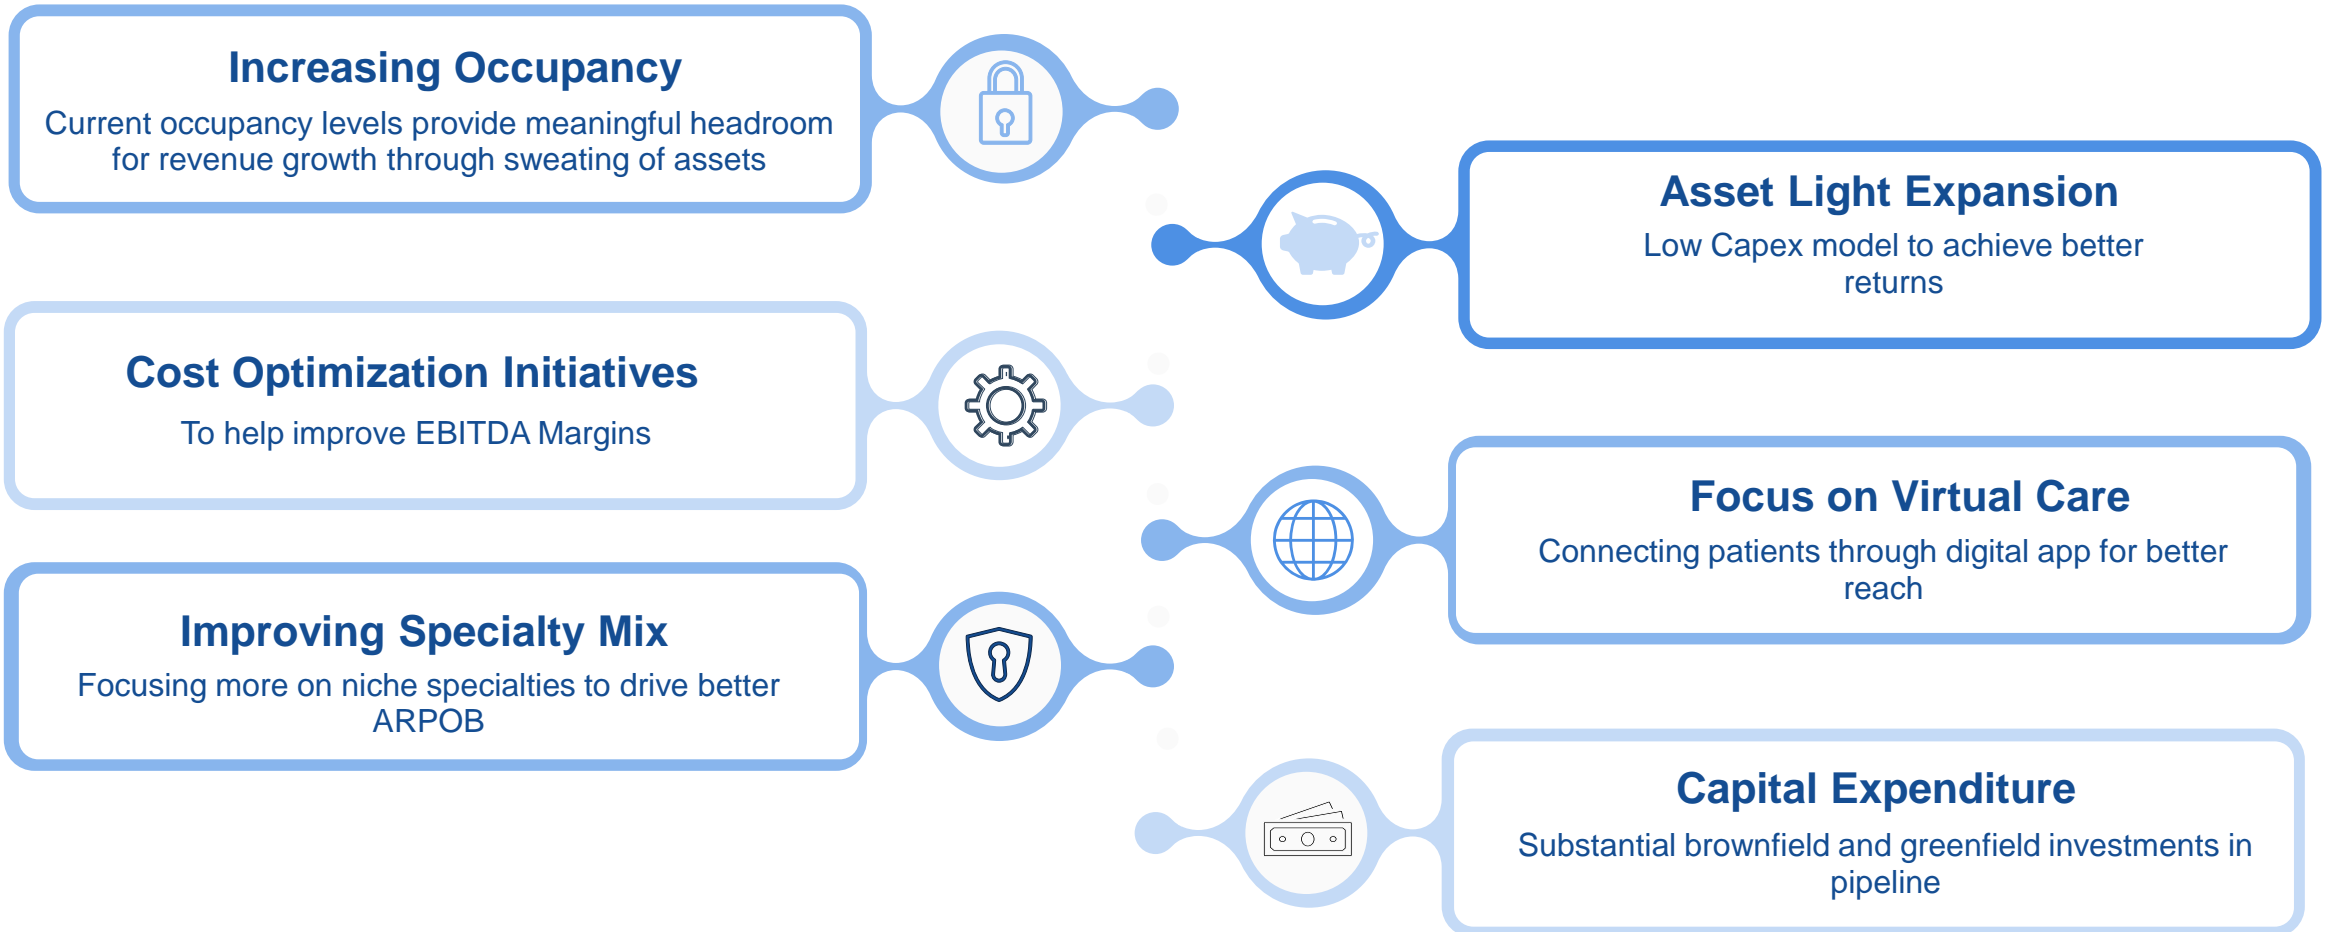 Increasing Occupancy
Current occupancy levels provide meaningful headroom
for revenue growth through sweating of assets
Asset Light Expansion
Low Capex model to achieve better
returns
Cost Optimization Initiatives
To help improve EBITDA Margins
Focus on Virtual Care
Connecting patients through digital app for better
reach
Improving Specialty Mix
Focusing more on niche specialties to drive better
ARPOB
Capital Expenditure
Substantial brownfield and greenfield investments in
pipeline